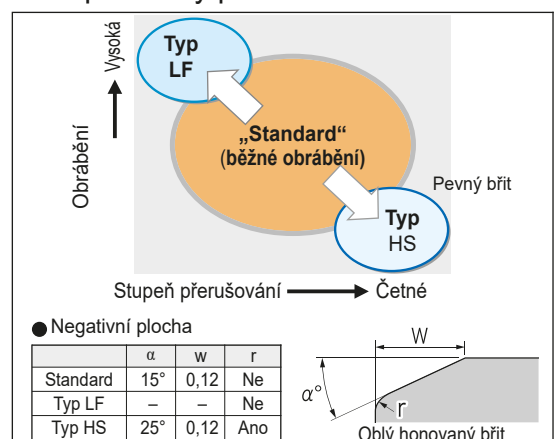 Vysoká
Obrábění
Typ
LF
„Standard“
(běžné obrábění)
Pevný břit
Typ
HS
Stupeň přerušování
Četné
Negativní plocha
α w r
Standard 15° 0,12 Ne
Typ LF – – Ne
Typ HS 25° 0,12 Ano
W
α°
r
Oblý honovaný břit